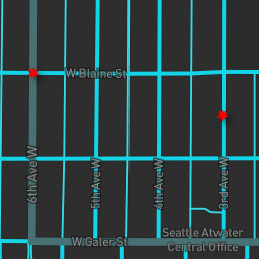 W Blaine St
6th Ave W
5th Ave W
4th Ave W
3rd Ave W
W Galer St
Seattle Atwater
Central Office